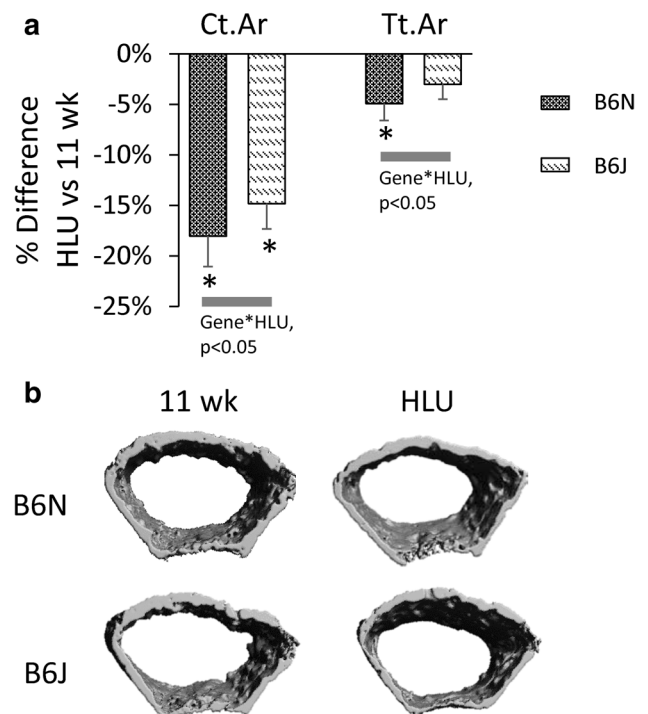 a
Ct.Ar Tt.Ar
0%
-5%
-10%
-15%
-20%
-25%
% Difference
HLU vs 11 wk
*
*
*
Gene*HLU,
p<0.05
Gene*HLU,
p<0.05
B6N
B6J
b
11 wk HLU
B6N
B6J